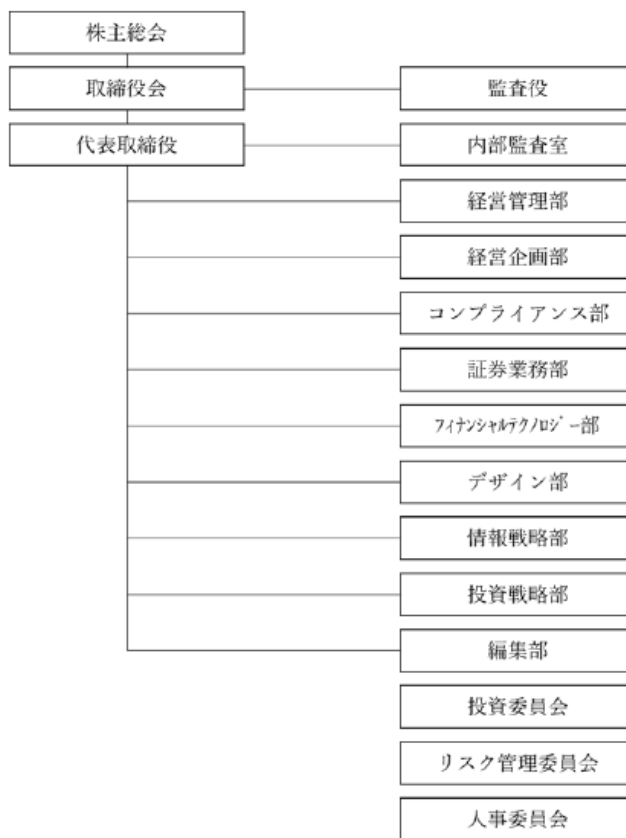 株主総会
取締役会
監査役
代表取締役
内部監査室
経営管理部
経営企画部
コンプライアンス部
証券業務部
フィナンシャルテクノロジー部
デザイン部
情報戦略部
投資戦略部
編集部
投資委員会
リスク管理委員会
人事委員会